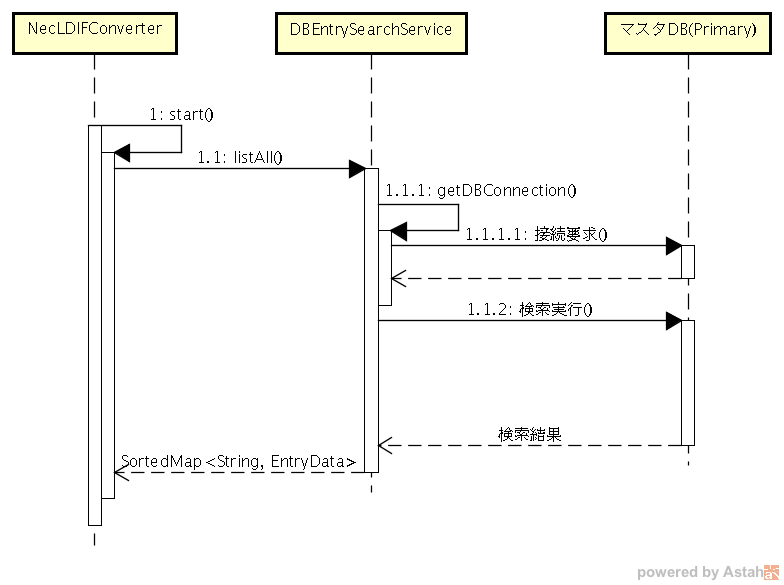 NecLDIFConverter
DBEntrySearchService
マスタDB(Primary)
1: start()
1.1: listAll()
1.1.1: getDBConnection()
1.1.1.1: 接続要求()
1.1.2: 検索実行()
検索結果
SortedMap<String, EntryData>
powered by Astah